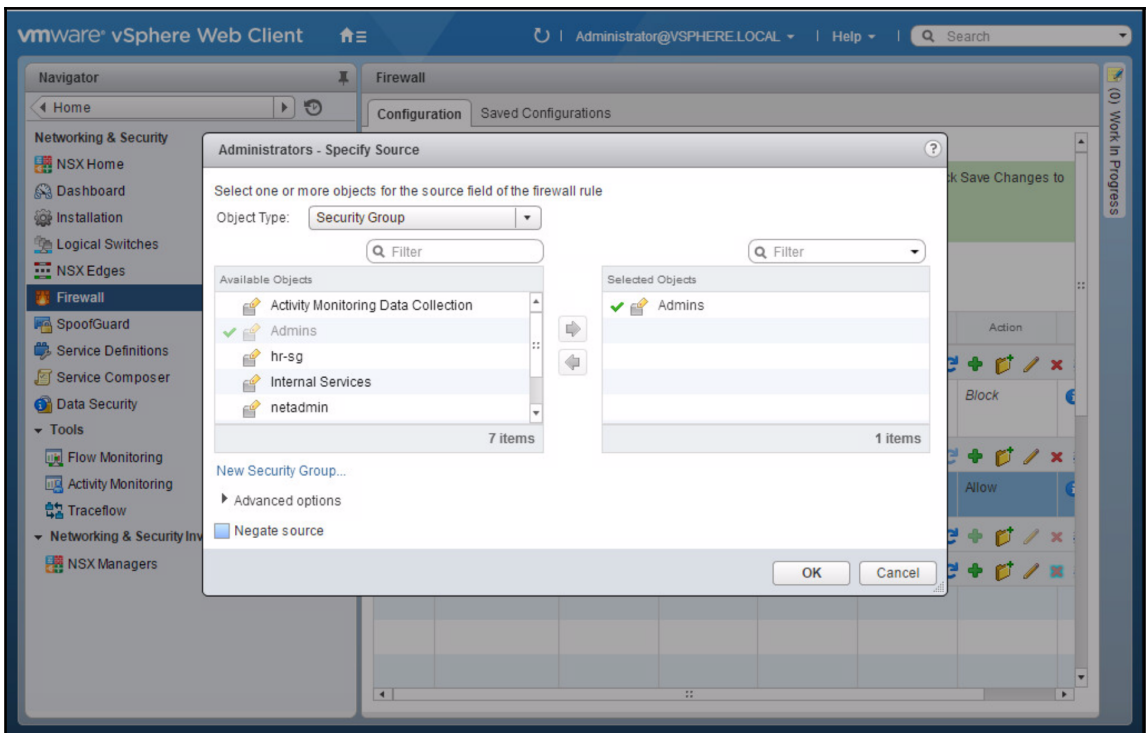 vmware® vSphere Web Client
Administrator@VSPHERE.LOCAL
Help
Search
Navigator
Home
Networking & Security
NSX Home
Dashboard
Installation
Logical Switches
NSX Edges
Firewall
SpoofGuard
Service Definitions
Service Composer
Data Security
Tools
Flow Monitoring
Activity Monitoring
Traceflow
Networking & Security Inv
NSX Managers
Firewall
Configuration
Saved Configurations
ck Save Changes to
Action
Block
Allow
Administrators - Specify Source
?
Select one or more objects for the source field of the firewall rule
Object Type: Security Group
Filter
Available Objects
Activity Monitoring Data Collection
Admins
hr-sg
Internal Services
netadmin
7 items
Filter
Selected Objects
Admins
1 items
New Security Group...
Advanced options
Negate source
OK
Cancel
(0) Work In Progress